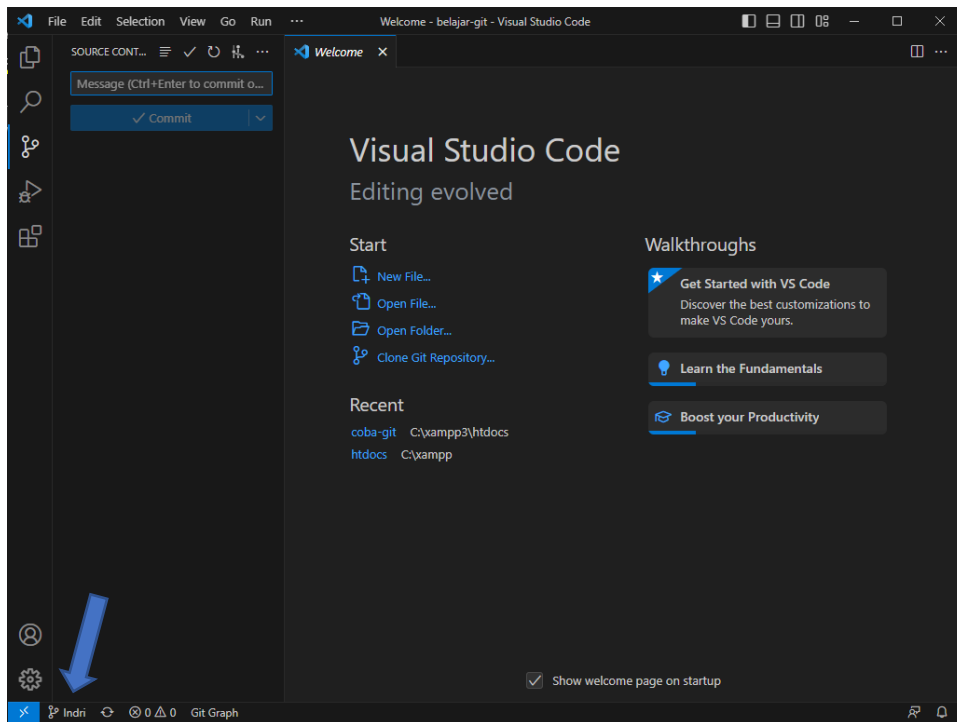 File Edit Selection View Go Run ··· Welcome - belajar-git - Visual Studio Code
SOURCE CONT...
Welcome
Message (Ctrl+Enter to commit o...
Commit
Visual Studio Code
Editing evolved
Start
New File...
Open File...
Open Folder...
Clone Git Repository...
Recent
coba-git C:\xampp3\htdocs
htdocs C:\xampp
Walkthroughs
Get Started with VS Code
Discover the best customizations to
make VS Code yours.
Learn the Fundamentals
Boost your Productivity
Show welcome page on startup
Indri 0 0 Git Graph